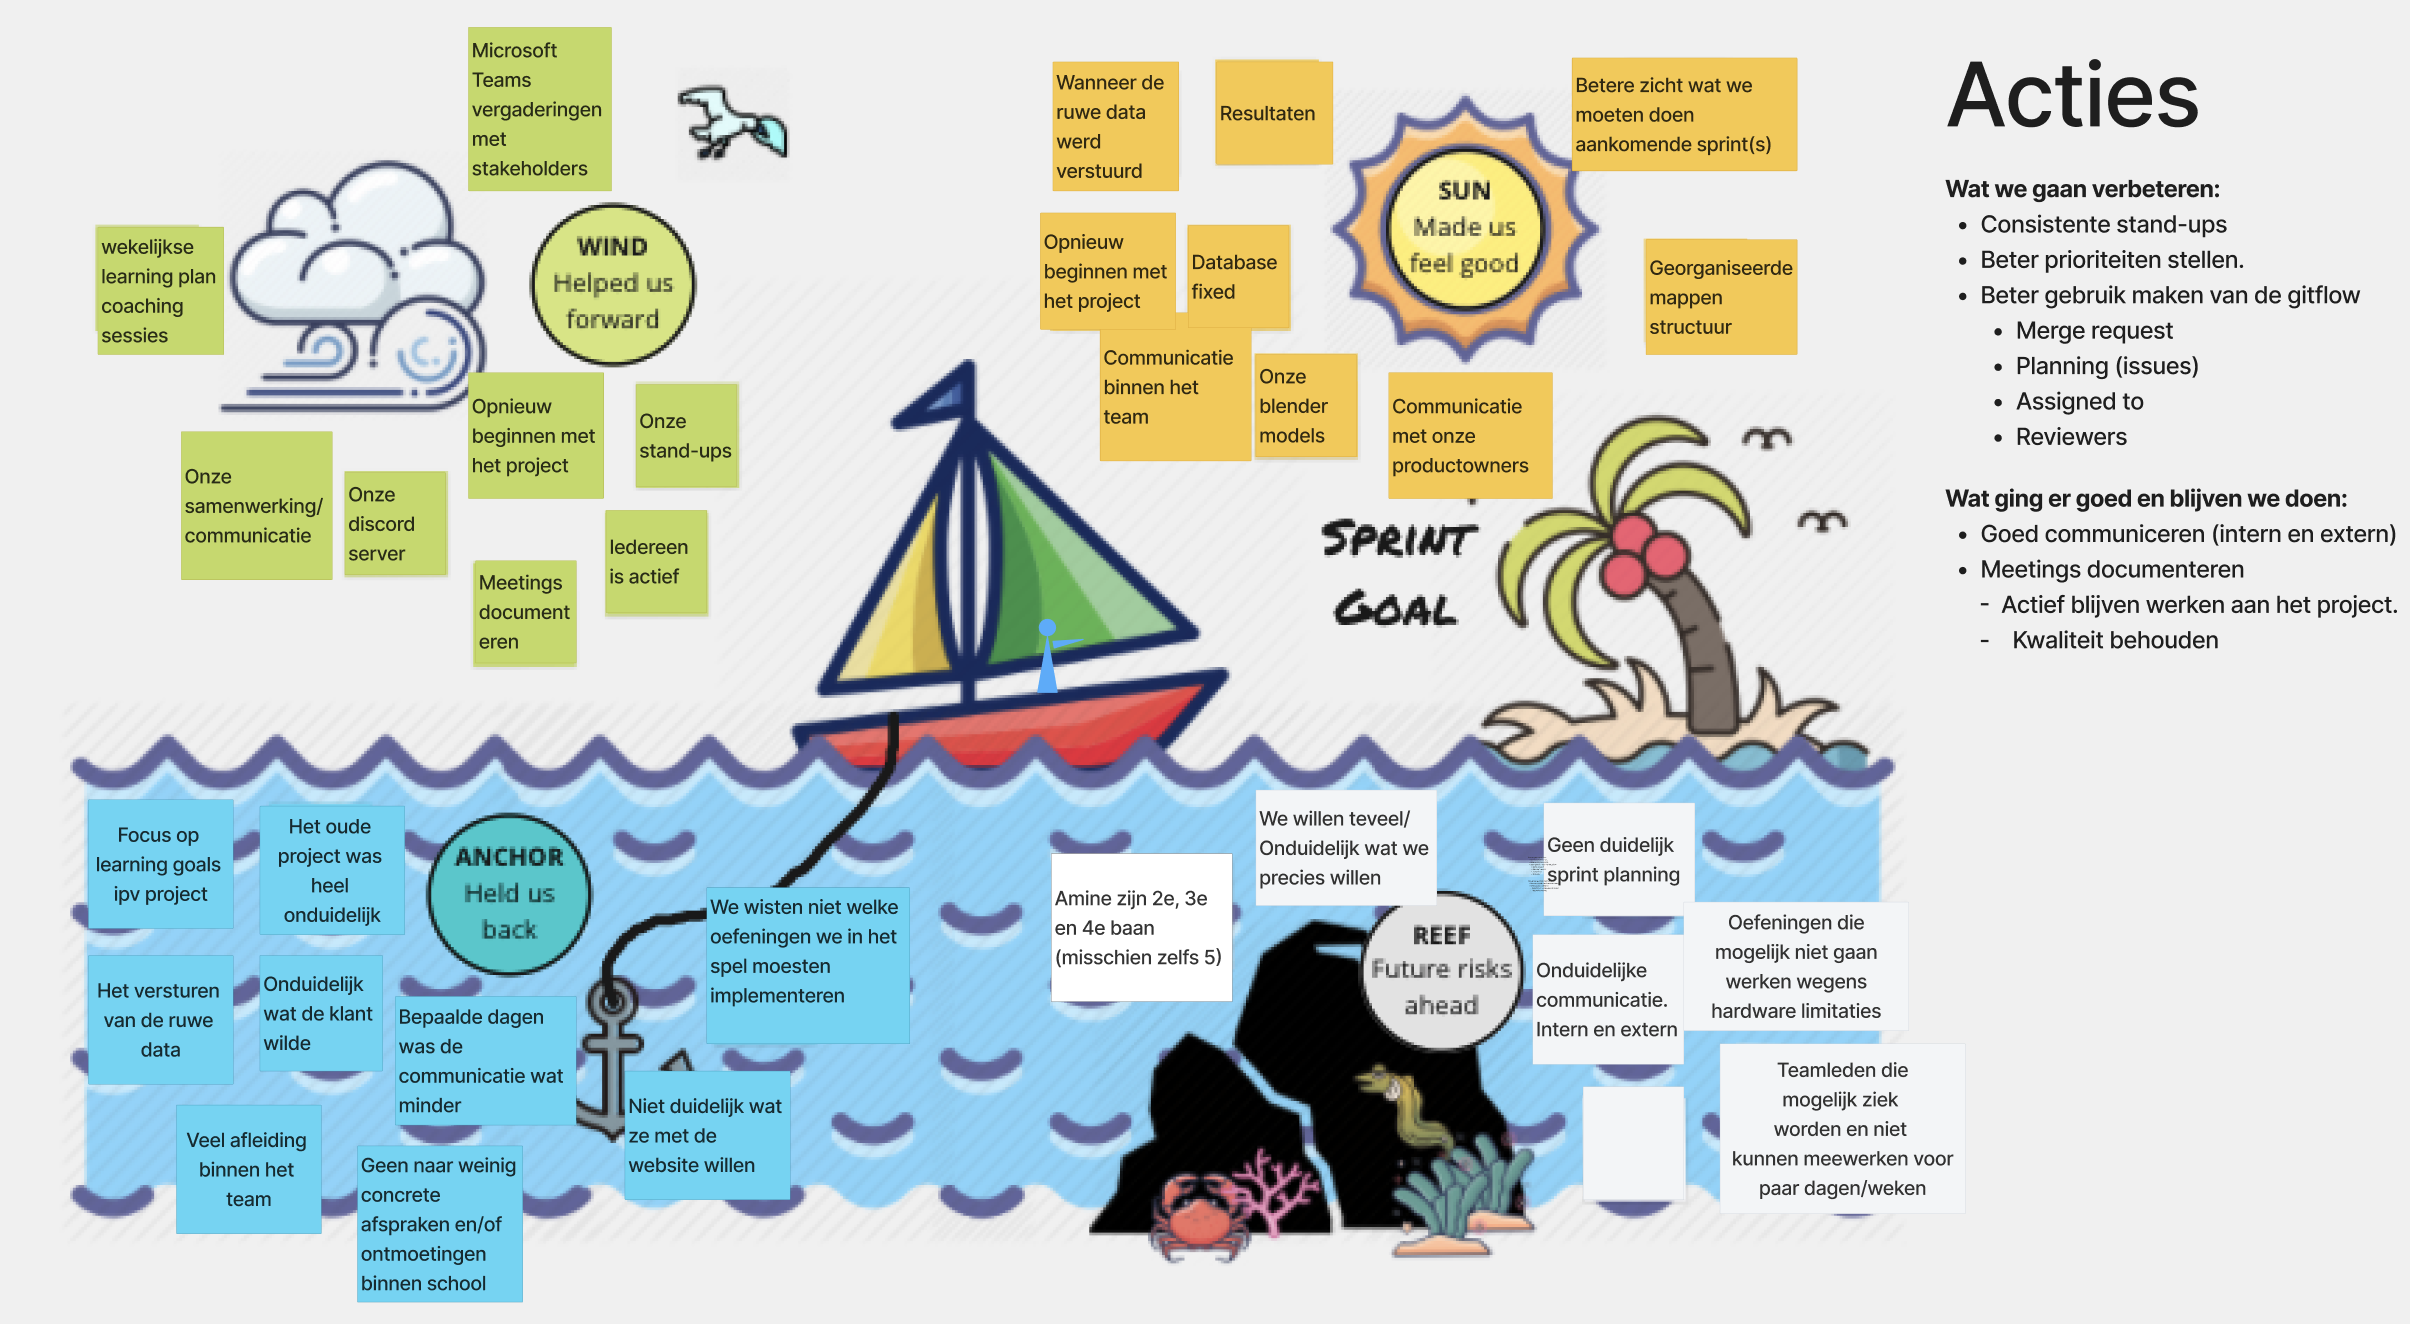 Microsoft
Teams
vergaderingen
met
stakeholders
wekelijkse
learning plan
coaching
sessies
WIND
Helped us
forward
Opnieuw
beginnen met
het project
Onze
stand-ups
Onze
samenwerking/
communicatie
Onze
discord
server
Iedereen
is actief
Meetings
document
eren
Wanneer de
ruwe data
werd
verstuurd
Resultaten
Betere zicht wat we
moeten doen
aankomende sprint(s)
SUN
Made us
feel good
Opnieuw
beginnen met
het project
Database
fixed
Georganiseerde
mappen
structuur
Communicatie
binnen het
team
Onze
blender
models
Communicatie
met onze
productowners
SPRINT
GOAL
Acties
Wat we gaan verbeteren:
• Consistente stand-ups
• Beter prioriteiten stellen.
• Beter gebruik maken van de gitflow
• Merge request
• Planning (issues)
• Assigned to
• Reviewers
Wat ging er goed en blijven we doen:
• Goed communiceren (intern en extern)
• Meetings documenteren
- Actief blijven werken aan het project.
- Kwaliteit behouden
Focus op
learning goals
ipv project
Het oude
project was
heel
onduidelijk
ANCHOR
Held us
back
We wisten niet welke
oefeningen we in het
spel moesten
implementeren
Het versturen
van de ruwe
data
Onduidelijk
wat de klant
wilde
Bepaalde dagen
was de
communicatie wat
minder
Niet duidelijk wat
ze met de
website willen
Veel afleiding
binnen het
team
Geen naar weinig
concrete
afspraken en/of
ontmoetingen
binnen school
Amine zijn 2e, 3e
en 4e baan
(misschien zelfs 5)
We willen teveel/
Onduidelijk wat we
precies willen
Geen duidelijk
sprint planning
REEF
Future risks
ahead
Onduidelijke
communicatie.
Intern en extern
Oefeningen die
mogelijk niet gaan
werken wegens
hardware limitaties
Teamleden die
mogelijk ziek
worden en niet
kunnen meewerken voor
paar dagen/weken